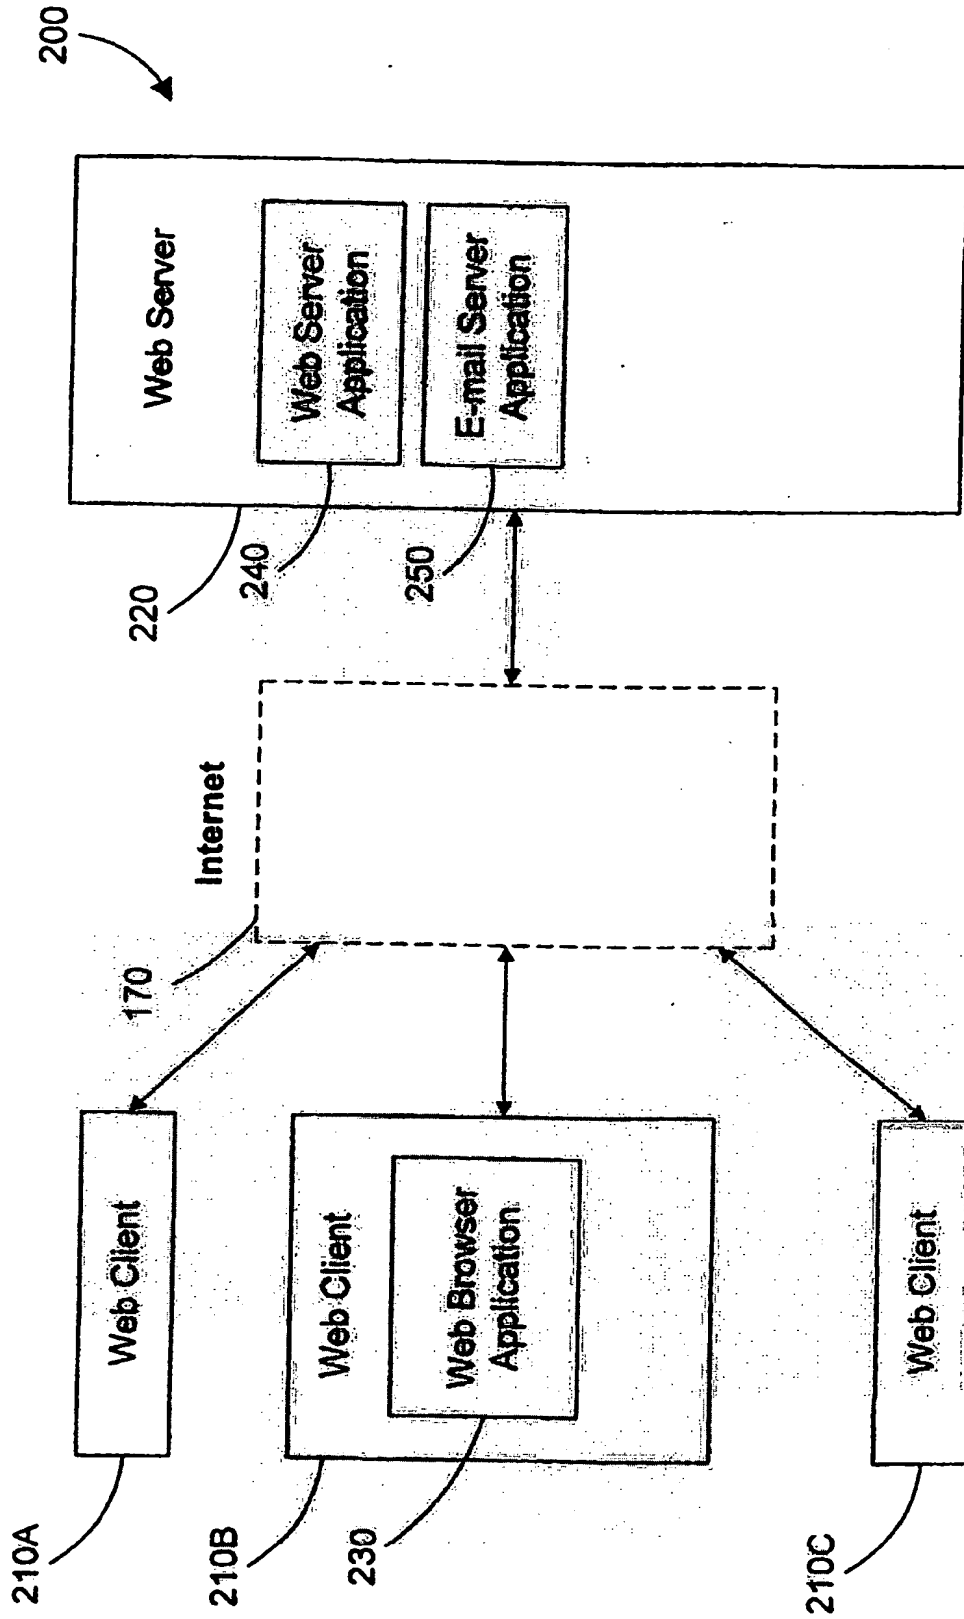 200
210A
Web Client
210B
Web Client
230
Web Browser
Application
210C
Web Client
170
Internet
220
Web Server
240
Web Server
Application
250
E-mail Server
Application